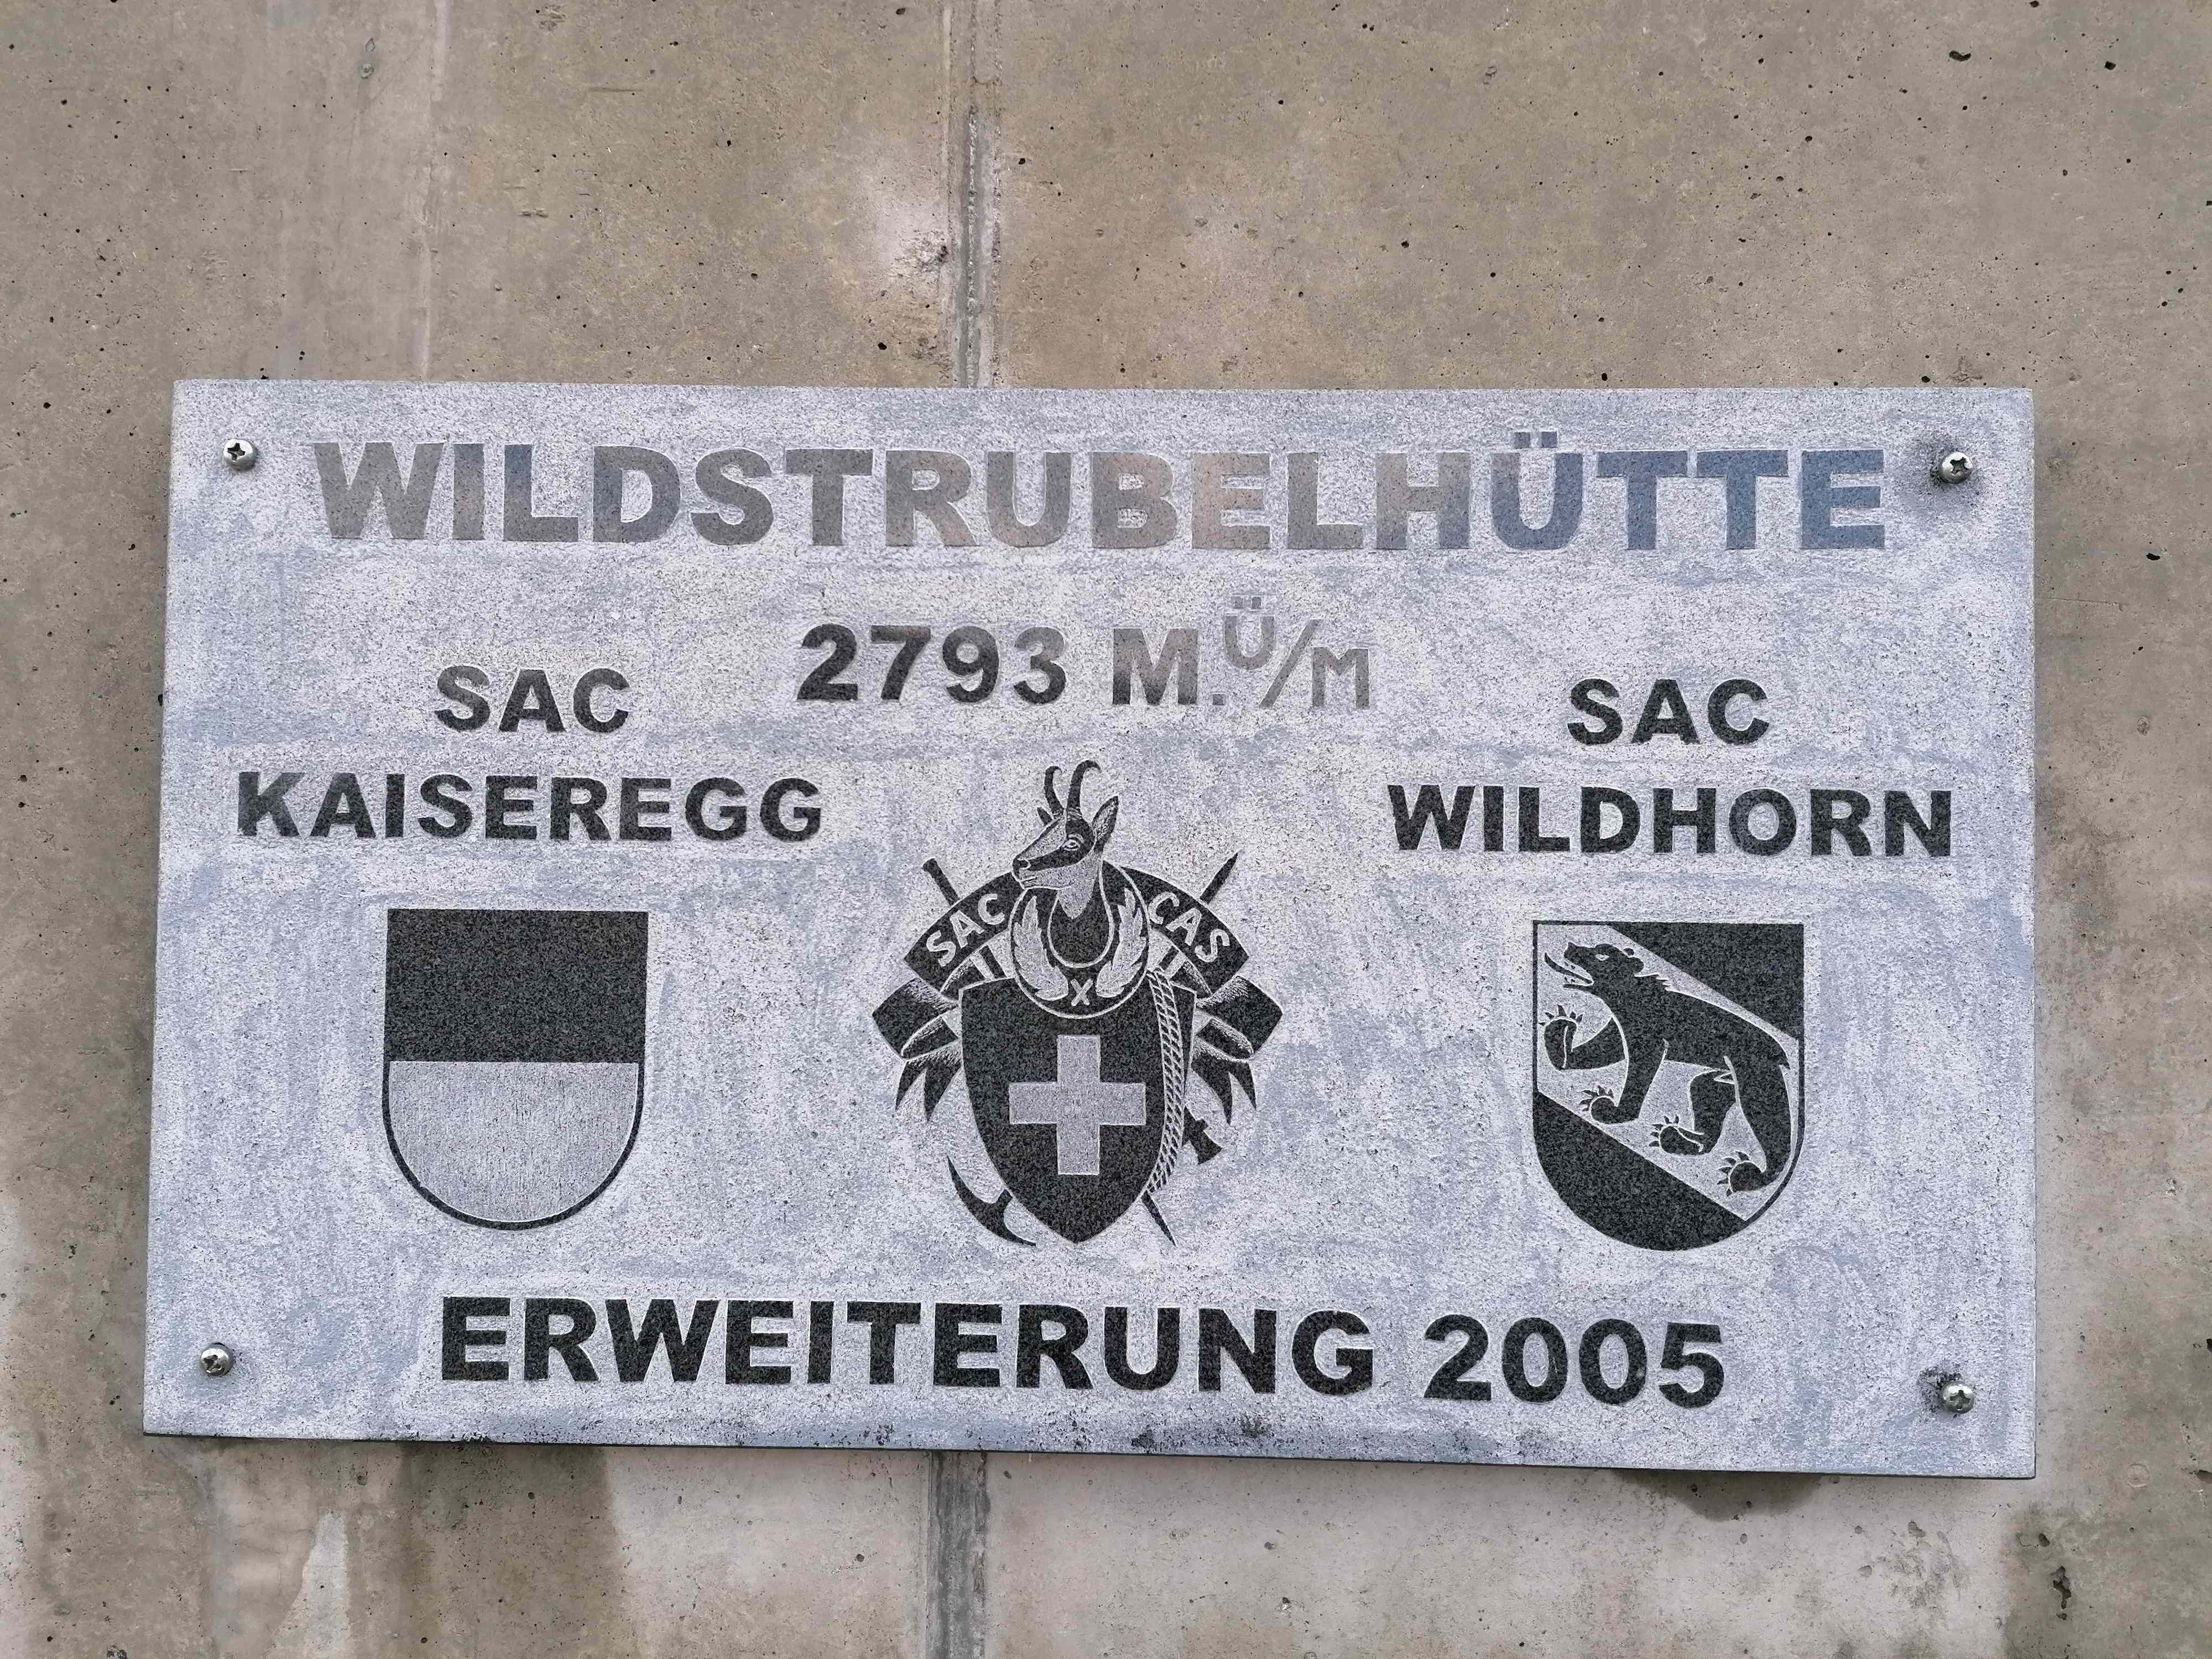 WILDSTRUBELHÜTTE
2793 M.Ü/M
SAC
KAISEREGG
SAC
WILDHORN
SAC CAS
X
ERWEITERUNG 2005